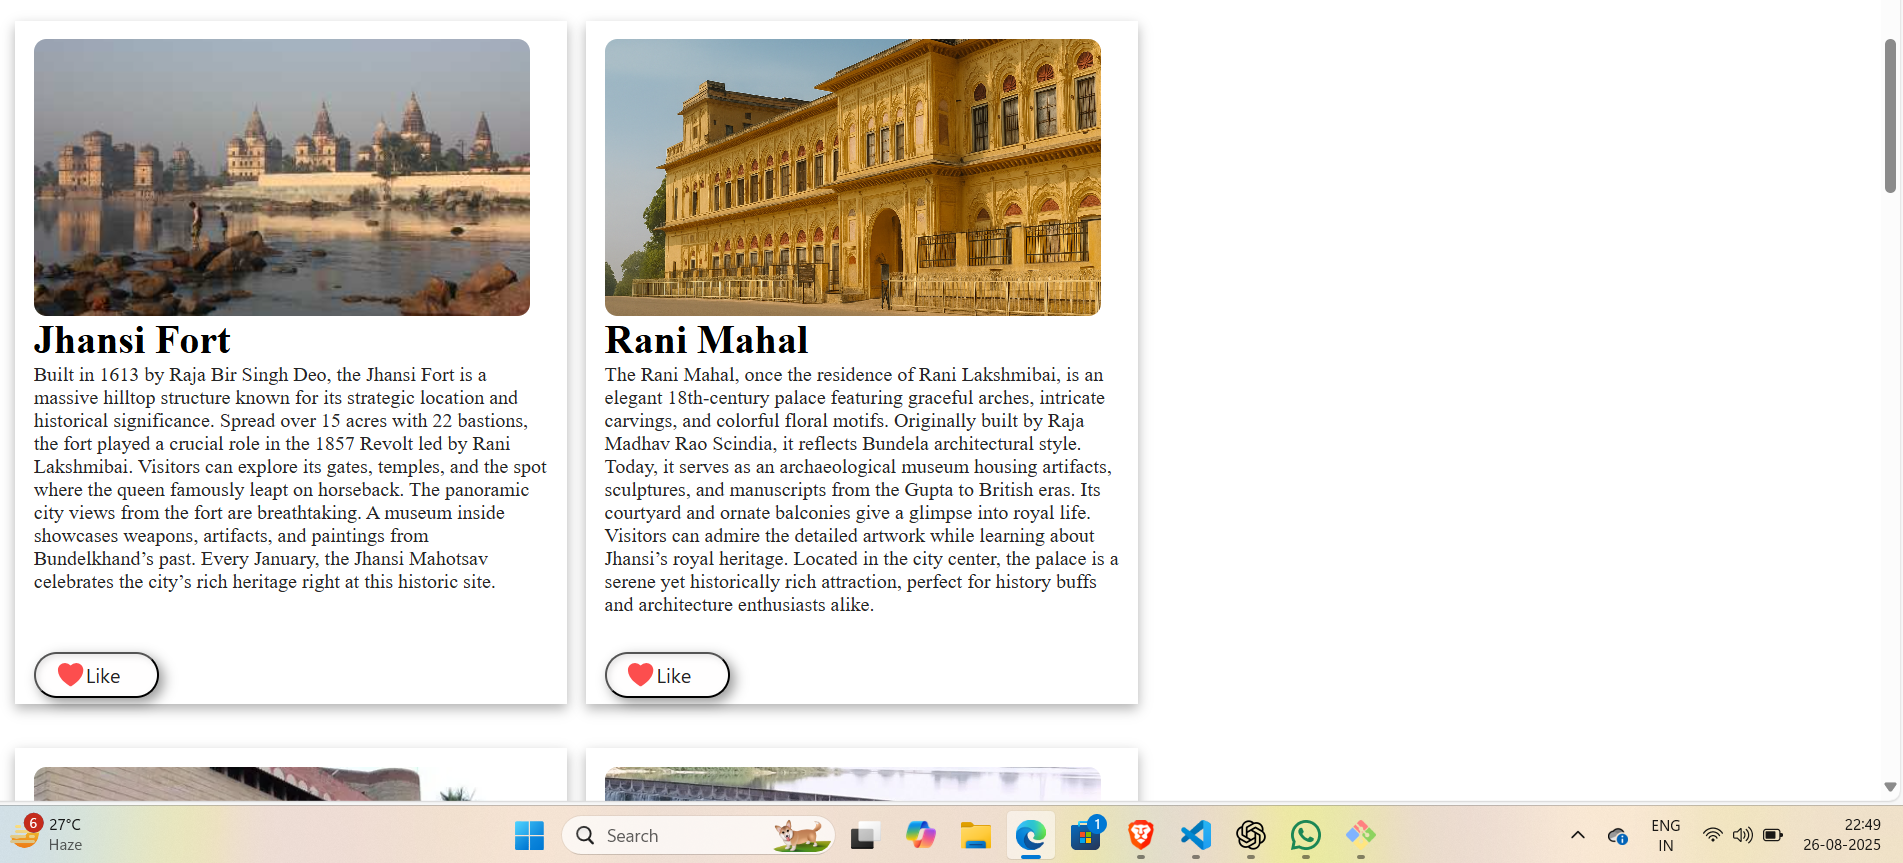 Jhansi Fort
Built in 1613 by Raja Bir Singh Deo, the Jhansi Fort is a
massive hilltop structure known for its strategic location and
historical significance. Spread over 15 acres with 22 bastions,
the fort played a crucial role in the 1857 Revolt led by Rani
Lakshmibai. Visitors can explore its gates, temples, and the spot
where the queen famously leapt on horseback. The panoramic
city views from the fort are breathtaking. A museum inside
showcases weapons, artifacts, and paintings from
Bundelkhand’s past. Every January, the Jhansi Mahotsav
celebrates the city’s rich heritage right at this historic site.
Like
Rani Mahal
The Rani Mahal, once the residence of Rani Lakshmibai, is an
elegant 18th-century palace featuring graceful arches, intricate
carvings, and colorful floral motifs. Originally built by Raja
Madhav Rao Scindia, it reflects Bundela architectural style.
Today, it serves as an archaeological museum housing artifacts,
sculptures, and manuscripts from the Gupta to British eras. Its
courtyard and ornate balconies give a glimpse into royal life.
Visitors can admire the detailed artwork while learning about
Jhansi’s royal heritage. Located in the city center, the palace is a
serene yet historically rich attraction, perfect for history buffs
and architecture enthusiasts alike.
Like
6
27°C
Haze
Search
1
ENG
IN
22:49
26-08-2025